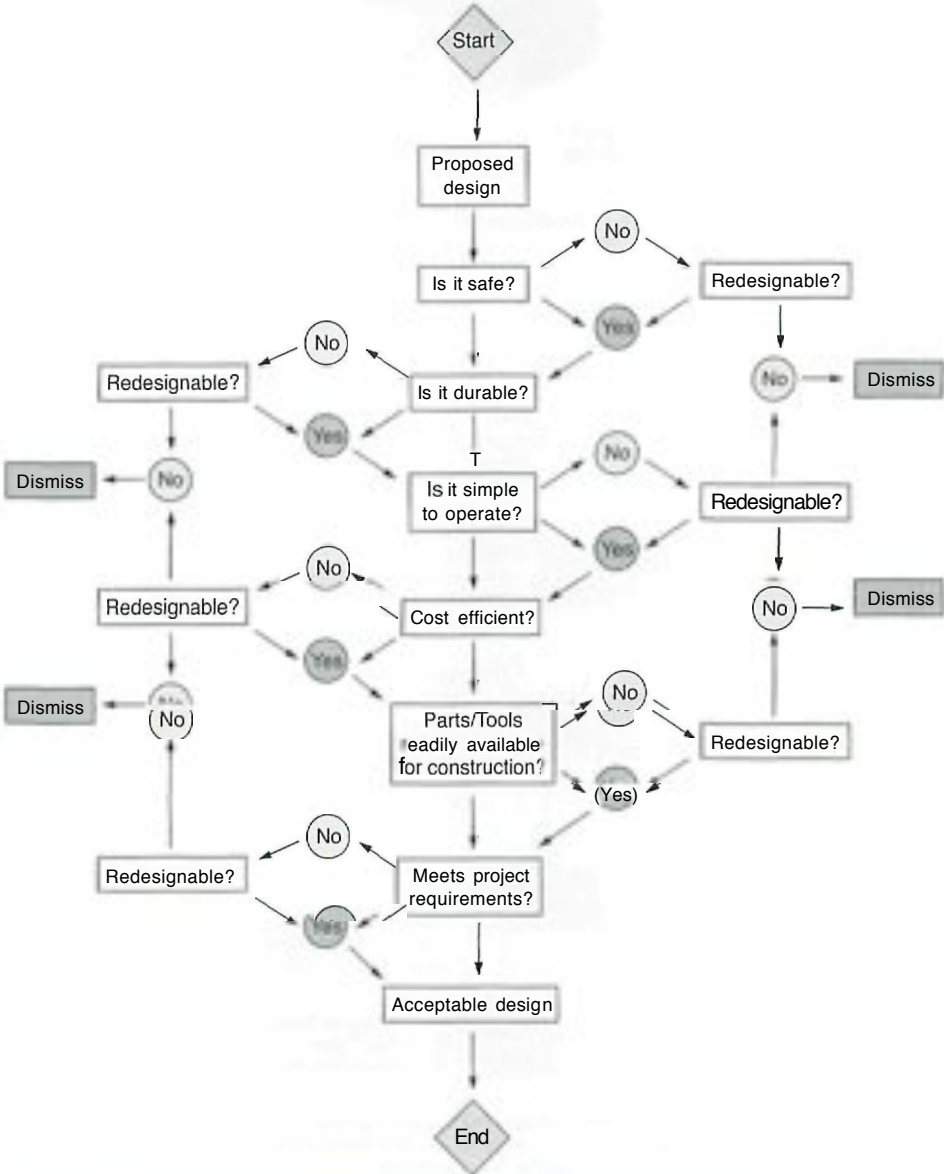 Start
Proposed
design
No
Is it safe?
Redesignable?
Yes
No
Redesignable?
Is it durable?
No
Dismiss
Yes
No
T
Dismiss
No
Is it simple
to operate?
Redesignable?
Yes
No
Redesignable?
Cost efficient?
No
Dismiss
Yes
Dismiss
No
No
Parts/Tools
eadily available
for construction?
Redesignable?
(Yes)
No
Redesignable?
Meets project
requirements?
Yes
Acceptable design
End